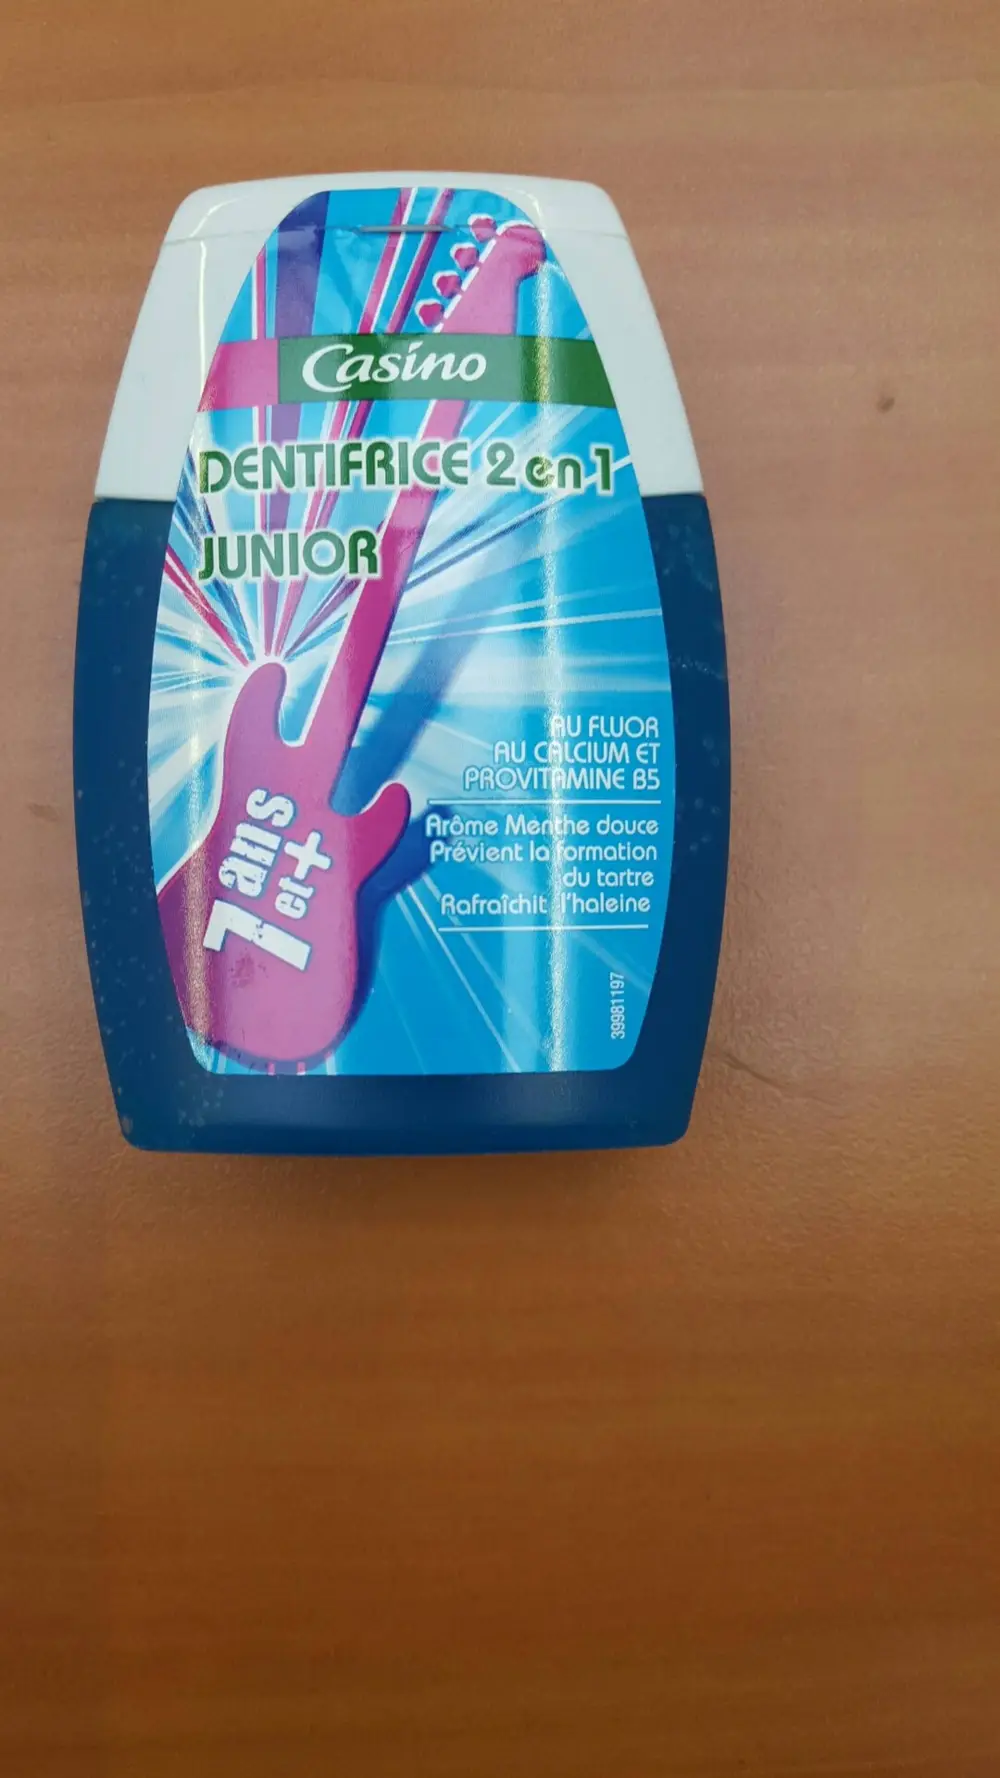 Casino
DENTIFRICE 2 en 1
JUNIOR
AU FLUOR
AU CALCIUM ET
PROVITAMINE B5
Arôme Menthe douce
Prévient la formation
du tartre
Rafraîchit l'haleine
7 ans
et +
39981197